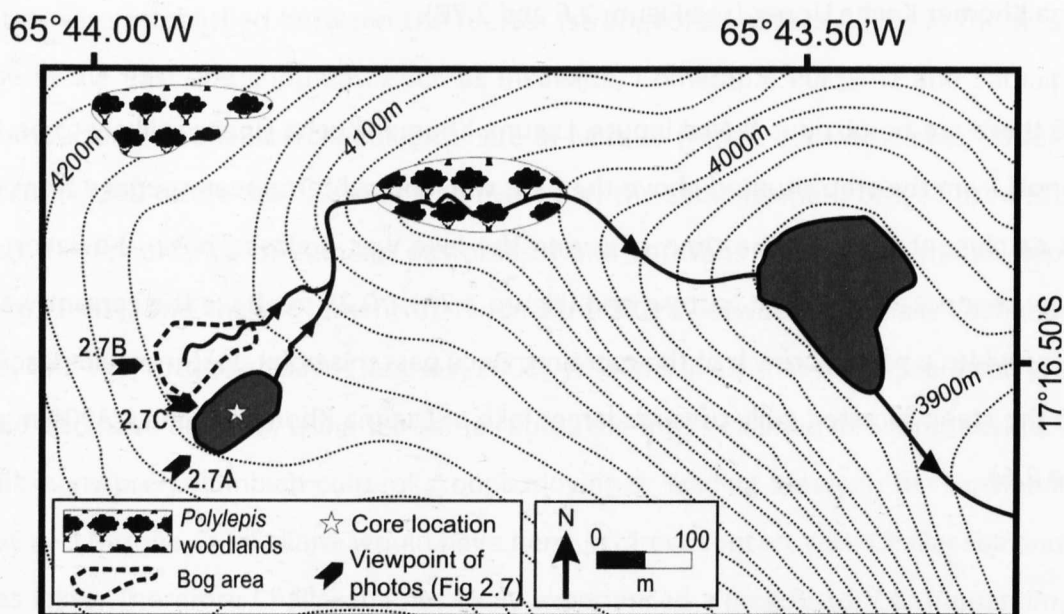 65°44.00'W
65°43.50'W
4200m
4100m
4000m
17°16.50'S
3900m
2.7B
2.7C
2.7A
Polylepis
woodlands
Bog area
Core location
Viewpoint of
photos (Fig 2.7)
N
0 100
m